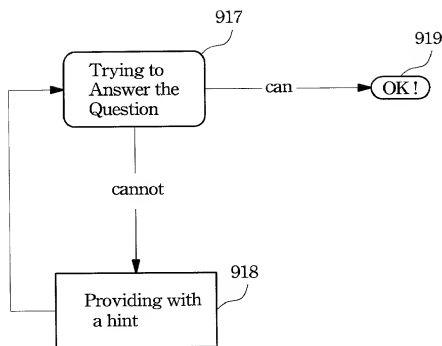 917
919
Trying to
Answer the
Question
can
OK !
cannot
918
Providing with
a hint